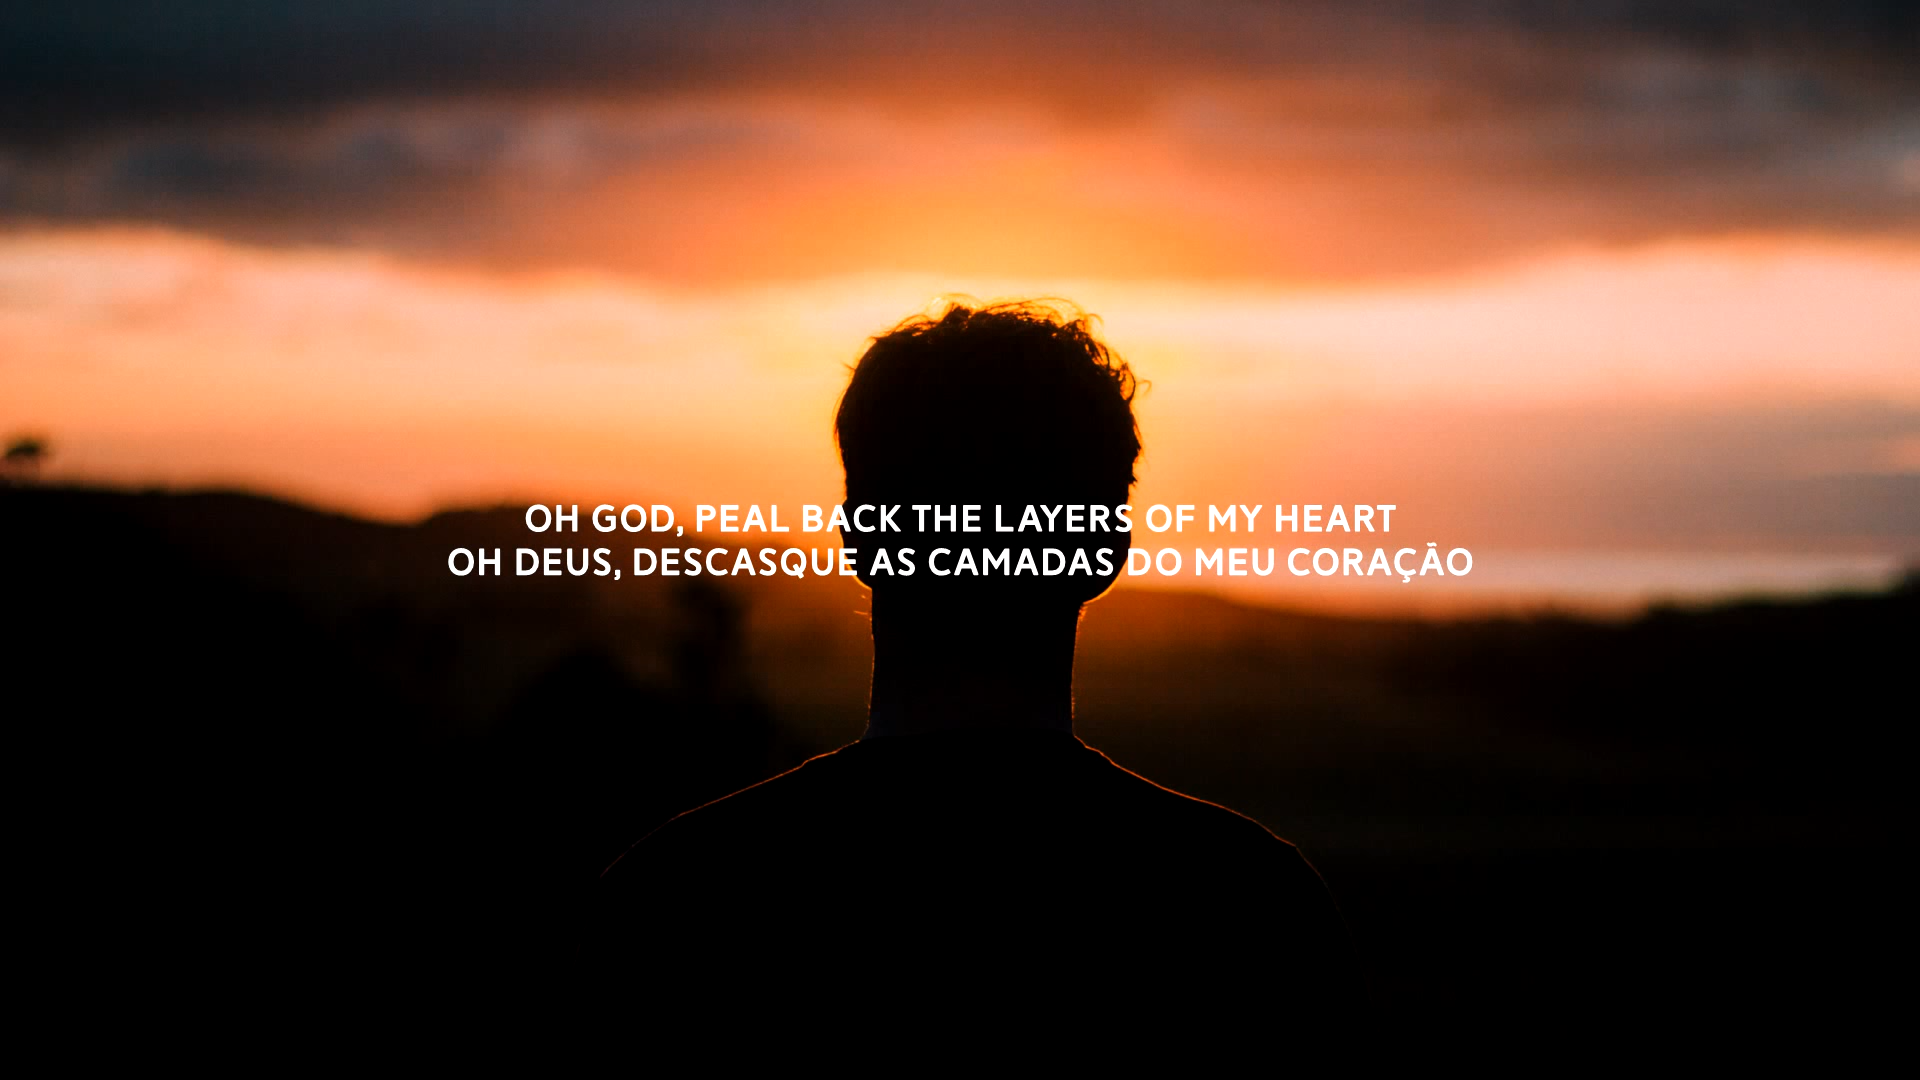 OH GOD, PEAL BACK THE LAYERS OF MY HEART
OH DEUS, DESCASQUE AS CAMADAS DO MEU CORAÇÃO